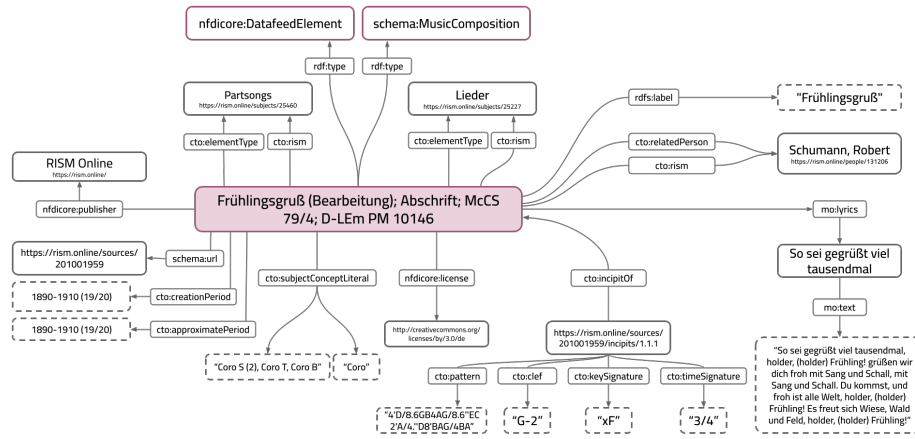 nfdicore:DatafeedElement
schema:MusicComposition
rdf:type
rdf:type
Partsongs
https://rism.online/subjects/25460
Lieder
https://rism.online/subjects/25227
rdfs:label
"Frühlingsgruß"
cto:elementType
cto:rism
cto:elementType
cto:rism
cto:relatedPerson
cto:rism
Schumann, Robert
https://rism.online/people/131206
RISM Online
https://rism.online/
nfdicore:publisher
Frühlingsgruß (Bearbeitung); Abschrift; McCS
79/4; D-LEm PM 10146
mo:lyrics
https://rism.online/sources/
201001959
schema:url
So sei gegrüßt viel
tausendmal
cto:subjectConceptLiteral
nfdicore:license
cto:incipitOf
1890-1910 (19/20)
cto:creationPeriod
mo:text
1890-1910 (19/20)
cto:approximatePeriod
http://creativecommons.org/
licenses/by/3.0/de
https://rism.online/sources/
201001959/incipits/1.1.1
"So sei gegrüßt viel tausendmal,
holder, (holder) Frühling! grüßen wir
dich froh mit Sang und Schall, mit
Sang und Schall. Du kommst, und
froh ist alle Welt, holder, (holder)
Frühling! Es freut sich Wiese, Wald
und Feld, holder, (holder) Frühling!"
"Coro S (2), Coro T, Coro B"
"Coro"
cto:pattern
cto:clef
cto:keySignature
cto:timeSignature
"4'D/8.6GB4AG/8.6''EC
2'A/4.''D8'BAG/4BA"
"G-2"
"xF"
"3/4"